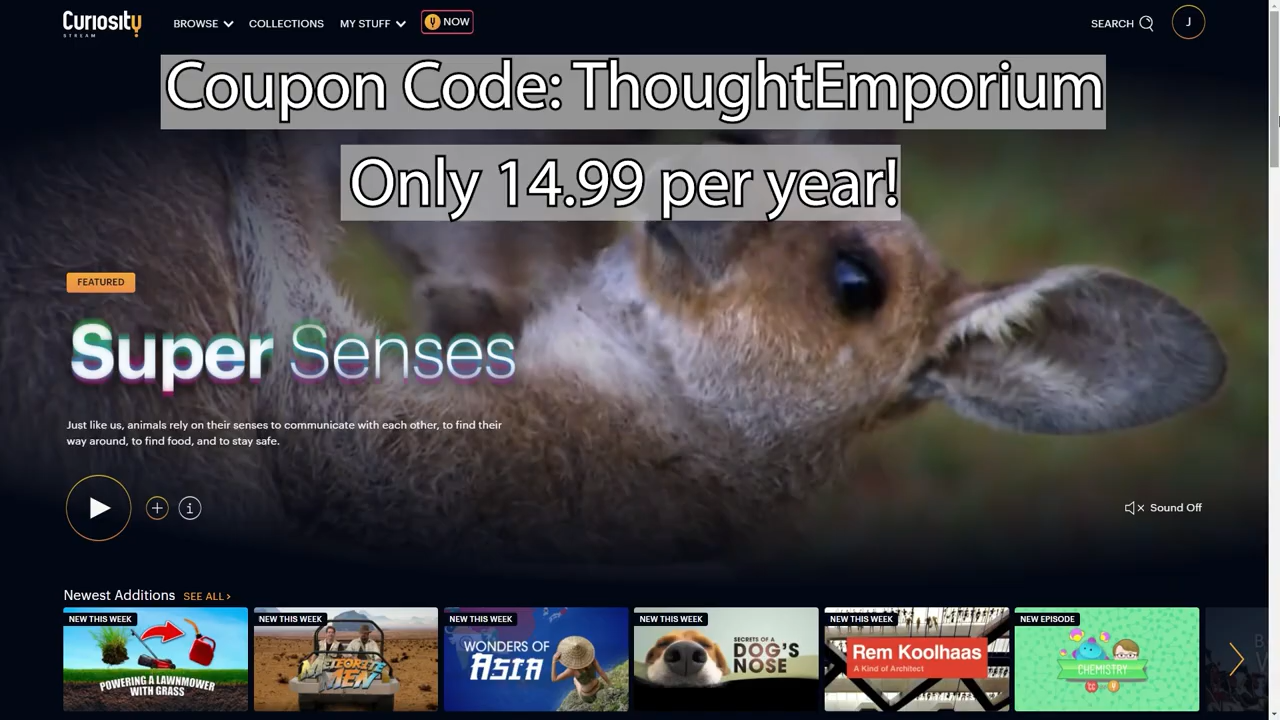 Curiosity
STREAM
BROWSE
COLLECTIONS
MY STUFF
NOW
SEARCH
J
Coupon Code: ThoughtEmporium
Only 14.99 per year!
FEATURED
Super Senses
Just like us, animals rely on their senses to communicate with each other, to find their
way around, to find food, and to stay safe.
i
Sound Off
Newest Additions
SEE ALL >
NEW THIS WEEK
POWERING A LAWNMOWER
WITH GRASS
NEW THIS WEEK
METEORITE
MEN
NEW THIS WEEK
WONDERS OF
ASIA
NEW THIS WEEK
SECRETS OF A
DOG'S
NOSE
NEW THIS WEEK
Rem Koolhaas
A Kind of Architect
NEW EPISODE
CHEMISTRY